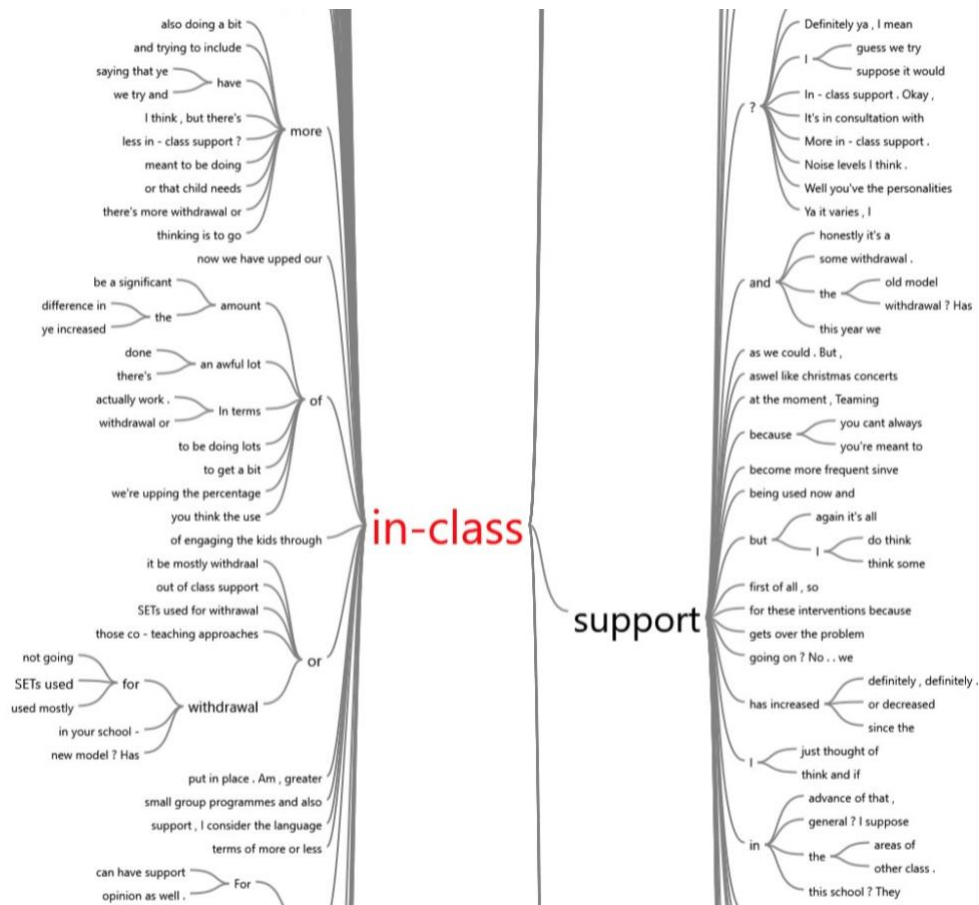 also doing a bit
and trying to include
saying that ye
we try and
have
I think , but there's
less in - class support ?
meant to be doing
or that child needs
there's more withdrawal or
thinking is to go
more
now we have upped our
be a significant
difference in
ye increased
the
amount
done
there's
an awful lot
actually work .
withdrawal or
In terms
to be doing lots
to get a bit
we're upping the percentage
you think the use
of
of engaging the kids through
it be mostly withdraal
out of class support
SETs used for withrawal
those co - teaching approaches
not going
SETs used
used mostly
for
in your school -
new model ? Has
withdrawal
or
put in place . Am , greater
small group programmes and also
support , I consider the language
terms of more or less
can have support
opinion as well .
For
in-class
support
Definitely ya , I mean
I
guess we try
suppose it would
In - class support . Okay ,
It's in consultation with
More in - class support .
Noise levels I think .
Well you've the personalities
Ya it varies , I
?
and
honestly it's a
some withdrawal .
the
old model
withdrawal ? Has
this year we
as we could . But ,
aswel like christmas concerts
at the moment , Teaming
because
you cant always
you're meant to
become more frequent sinve
being used now and
but
again it's all
I
do think
think some
first of all , so
for these interventions because
gets over the problem
going on ? No . . we
has increased
definitely , definitely .
or decreased
since the
I
just thought of
think and if
in
advance of that ,
general ? I suppose
the
areas of
other class .
this school ? They